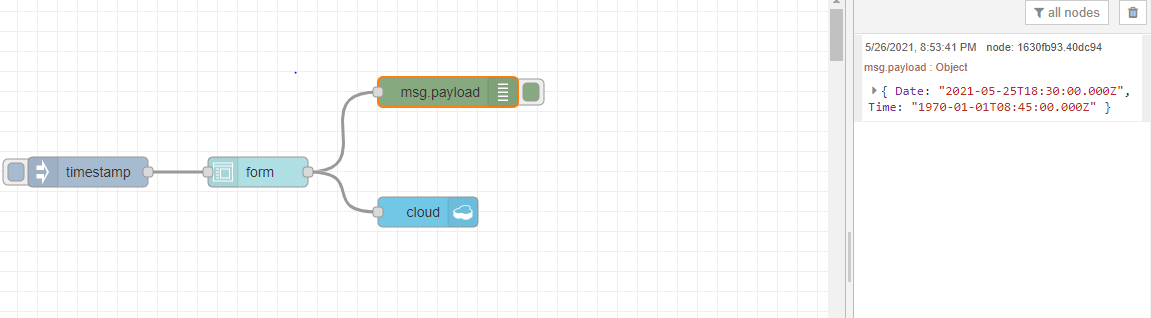 all nodes
5/26/2021, 8:53:41 PM node: 1630fb93.40dc94
msg.payload : Object
{ Date: "2021-05-25T18:30:00.000Z",
Time: "1970-01-01T08:45:00.000Z" }
msg.payload
timestamp
form
cloud